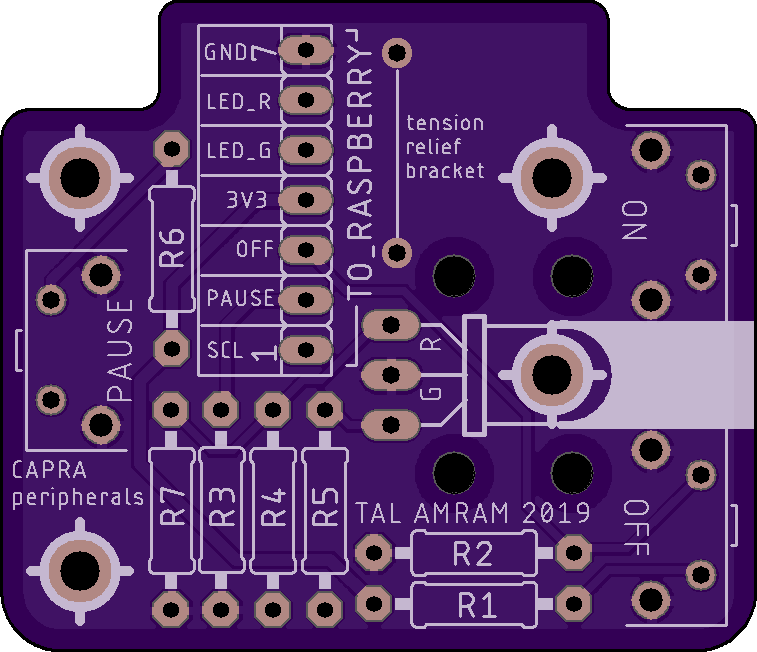 GND 7
LED_R
LED_G
3V3
OFF
PAUSE
SCL 1
TO_RASPBERRY
tension
relief
bracket
R6
PAUSE
NO
R
G
CAPRA
peripherals
R7
R3
R4
R5
TAL AMRAM 2019
OFF
R2
R1